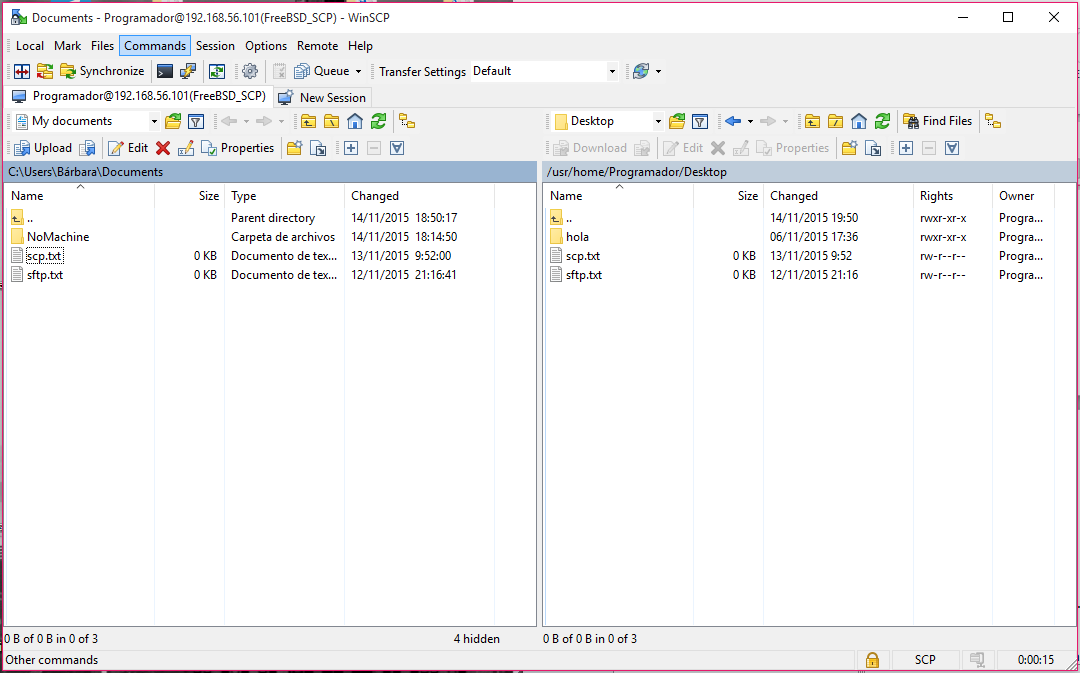 Documents - Programador@192.168.56.101(FreeBSD_SCP) - WinSCP
Local Mark Files Commands Session Options Remote Help
Synchronize Queue Transfer Settings Default
Programador@192.168.56.101(FreeBSD_SCP) New Session
My documents Desktop Find Files
Upload Edit Properties Download Edit Properties
C:\Users\Bárbara\Documents
Name Size Type Changed
.. Parent directory 14/11/2015 18:50:17
NoMachine Carpeta de archivos 14/11/2015 18:14:50
scp.txt 0 KB Documento de tex... 13/11/2015 9:52:00
sftp.txt 0 KB Documento de tex... 12/11/2015 21:16:41
0 B of 0 B in 0 of 3 4 hidden
/usr/home/Programador/Desktop
Name Size Changed Rights Owner
.. 14/11/2015 19:50 rwxr-xr-x Progra...
hola 06/11/2015 17:36 rwxr-xr-x Progra...
scp.txt 0 KB 13/11/2015 9:52 rw-r--r-- Progra...
sftp.txt 0 KB 12/11/2015 21:16 rw-r--r-- Progra...
0 B of 0 B in 0 of 3
Other commands SCP 0:00:15